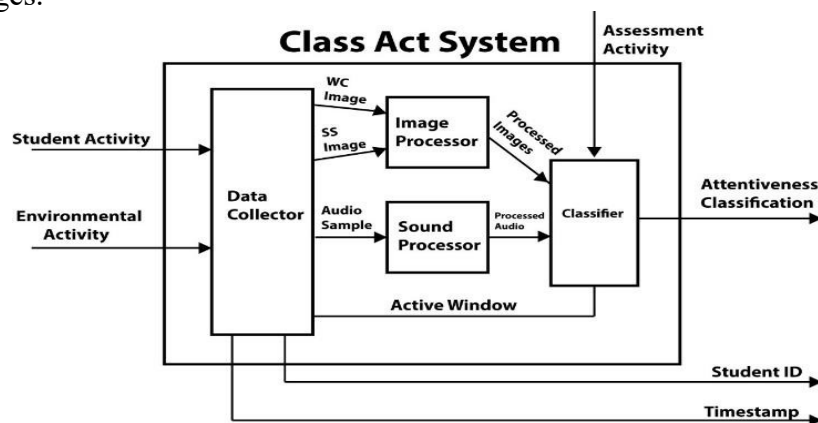 ges.
Class Act System
Assessment
Activity
WC
Image
SS
Image
Image
Processor
Processed
Images
Student Activity
Data
Collector
Environmental
Activity
Audio
Sample
Sound
Processor
Processed
Audio
Classifier
Attentiveness
Classification
Active Window
Student ID
Timestamp